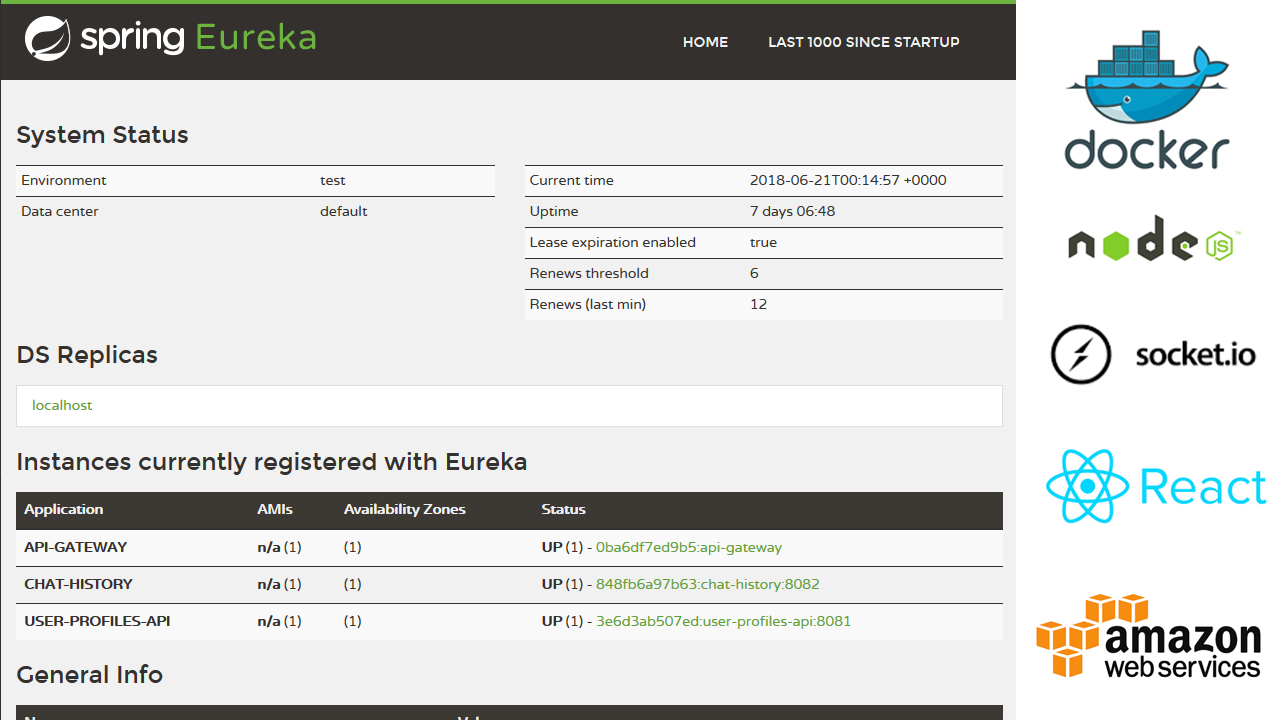 spring Eureka
HOME LAST 1000 SINCE STARTUP
System Status
Environment test
Data center default
Current time 2018-06-21T00:14:57 +0000
Uptime 7 days 06:48
Lease expiration enabled true
Renews threshold 6
Renews (last min) 12
DS Replicas
localhost
Instances currently registered with Eureka
Application AMIs Availability Zones Status
API-GATEWAY n/a (1) (1) UP (1) - 0ba6df7ed9b5:api-gateway
CHAT-HISTORY n/a (1) (1) UP (1) - 848fb6a97b63:chat-history:8082
USER-PROFILES-API n/a (1) (1) UP (1) - 3e6d3ab507ed:user-profiles-api:8081
General Info
docker
node JS ™
socket.io
React
amazon
web services